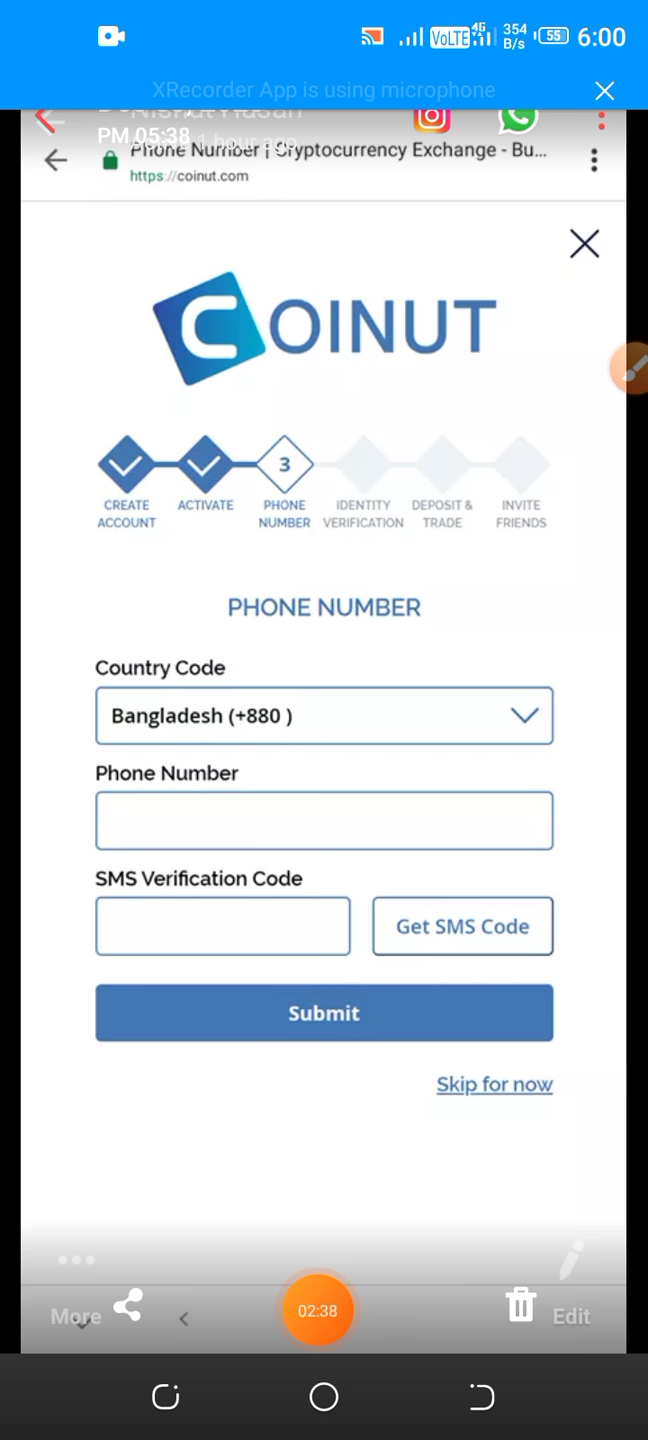 4G
VoLTE
354
B/s
55
6:00
XRecorder App is using microphone
PM 05:38
1 hour ago
Phone Number | Cryptocurrency Exchange - Bu...
https://coinut.com
COINUT
3
CREATE
ACCOUNT
ACTIVATE
PHONE
NUMBER
IDENTITY
VERIFICATION
DEPOSIT &
TRADE
INVITE
FRIENDS
PHONE NUMBER
Country Code
Bangladesh (+880 )
Phone Number
SMS Verification Code
Get SMS Code
Submit
Skip for now
More
02:38
Edit